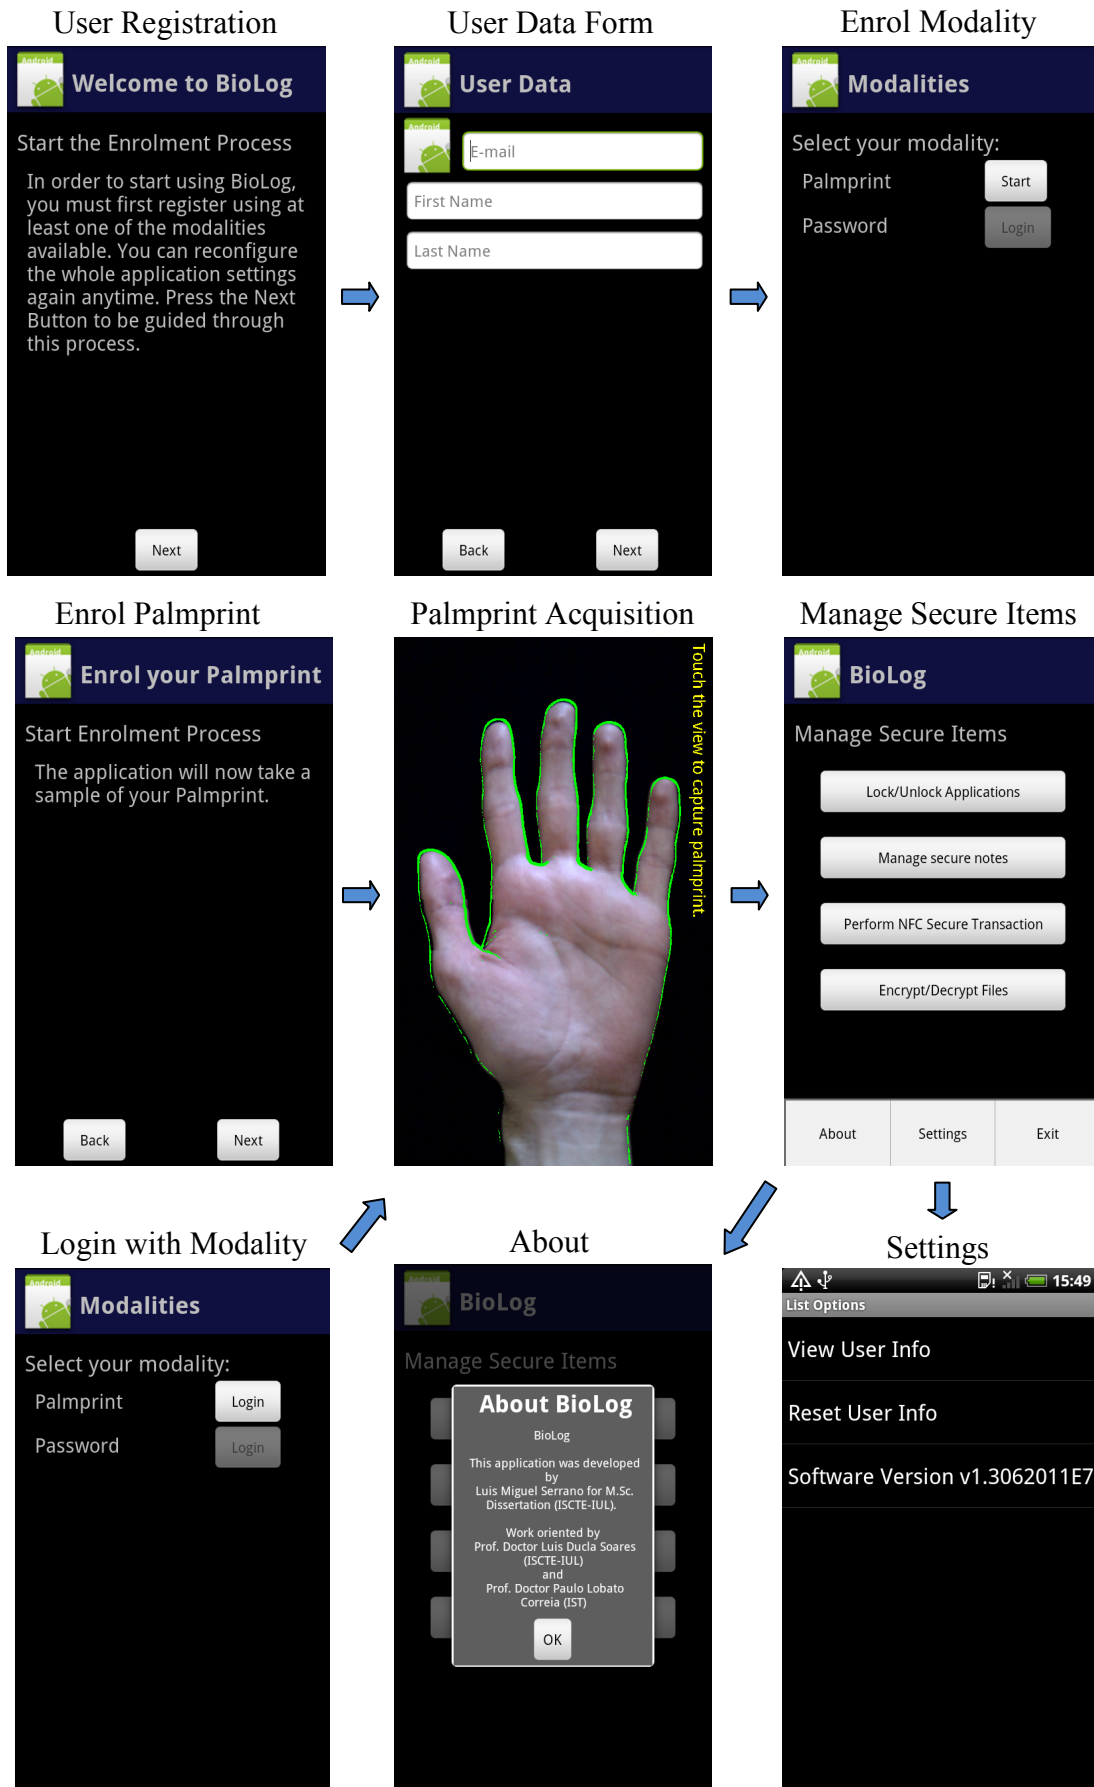 User Registration
User Data Form
Enrol Modality
Android
Welcome to BioLog
Start the Enrolment Process
In order to start using BioLog,
you must first register using at
least one of the modalities
available. You can reconfigure
the whole application settings
again anytime. Press the Next
Button to be guided through
this process.
Next
Android
User Data
Android
E-mail
First Name
Last Name
Back
Next
Android
Modalities
Select your modality:
Palmprint
Start
Password
Login
Enrol Palmprint
Palmprint Acquisition
Manage Secure Items
Android
Enrol your Palmprint
Start Enrolment Process
The application will now take a
sample of your Palmprint.
Back
Next
Touch the view to capture palmprint.
Android
BioLog
Manage Secure Items
Lock/Unlock Applications
Manage secure notes
Perform NFC Secure Transaction
Encrypt/Decrypt Files
About
Settings
Exit
Login with Modality
About
Settings
Android
Modalities
Select your modality:
Palmprint
Login
Password
Login
Android
BioLog
Manage Secure Items
About BioLog
BioLog
This application was developed
by
Luis Miguel Serrano for M.Sc.
Dissertation (ISCTE-IUL).
Work oriented by
Prof. Doctor Luis Ducla Soares
(ISCTE-IUL)
and
Prof. Doctor Paulo Lobato
Correia (IST)
OK
15:49
List Options
View User Info
Reset User Info
Software Version v1.3062011E7